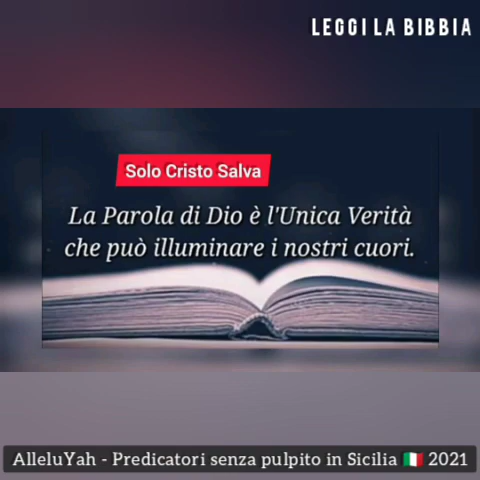 LEGGI LA BIBBIA
Solo Cristo Salva
La Parola di Dio è l'Unica Verità
che può illuminare i nostri cuori.
AlleluYah - Predicatori senza pulpito in Sicilia 🇮🇹 2021